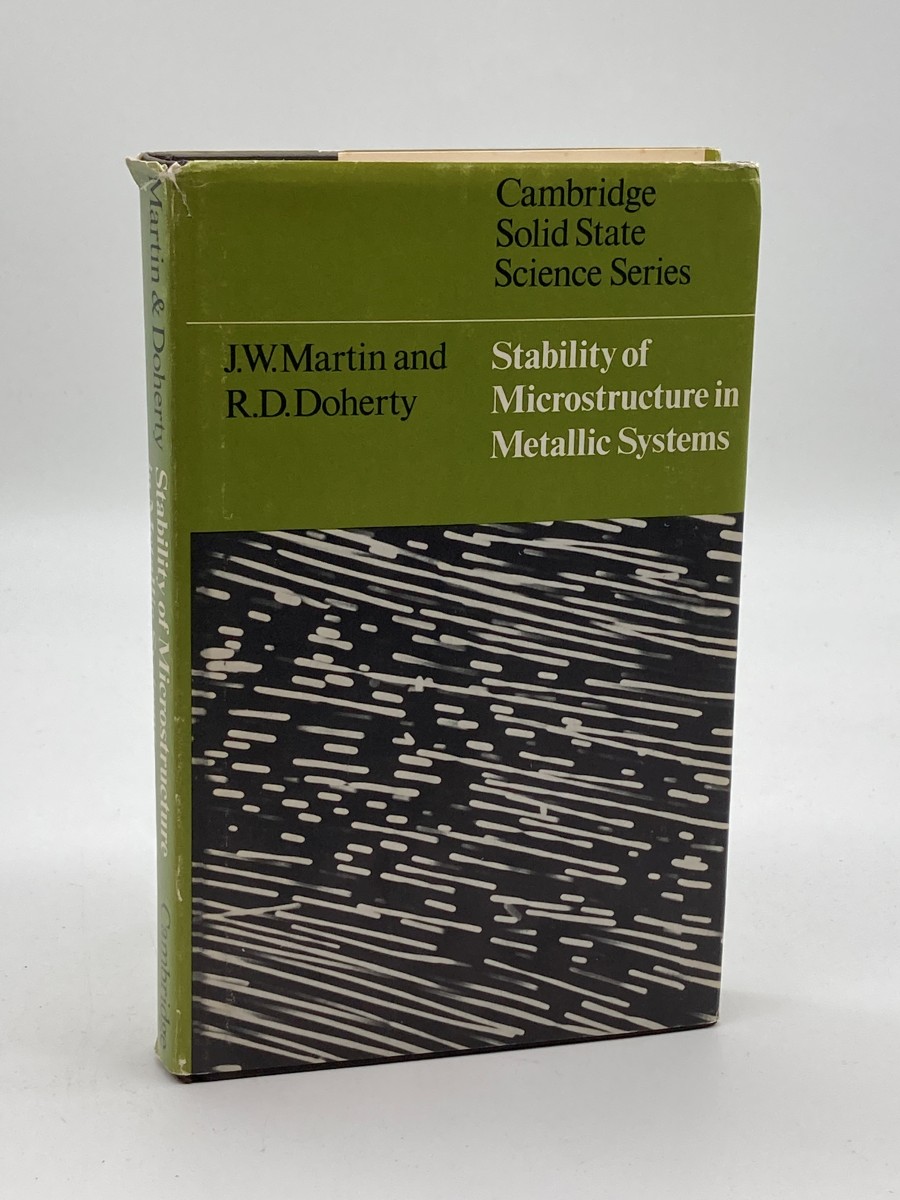 Cambridge
Solid State
Science Series
J.W.Martin and
R.D.Doherty
Stability of
Microstructure in
Metallic Systems
Martin & Doherty Stability of Microstructure Cambridge